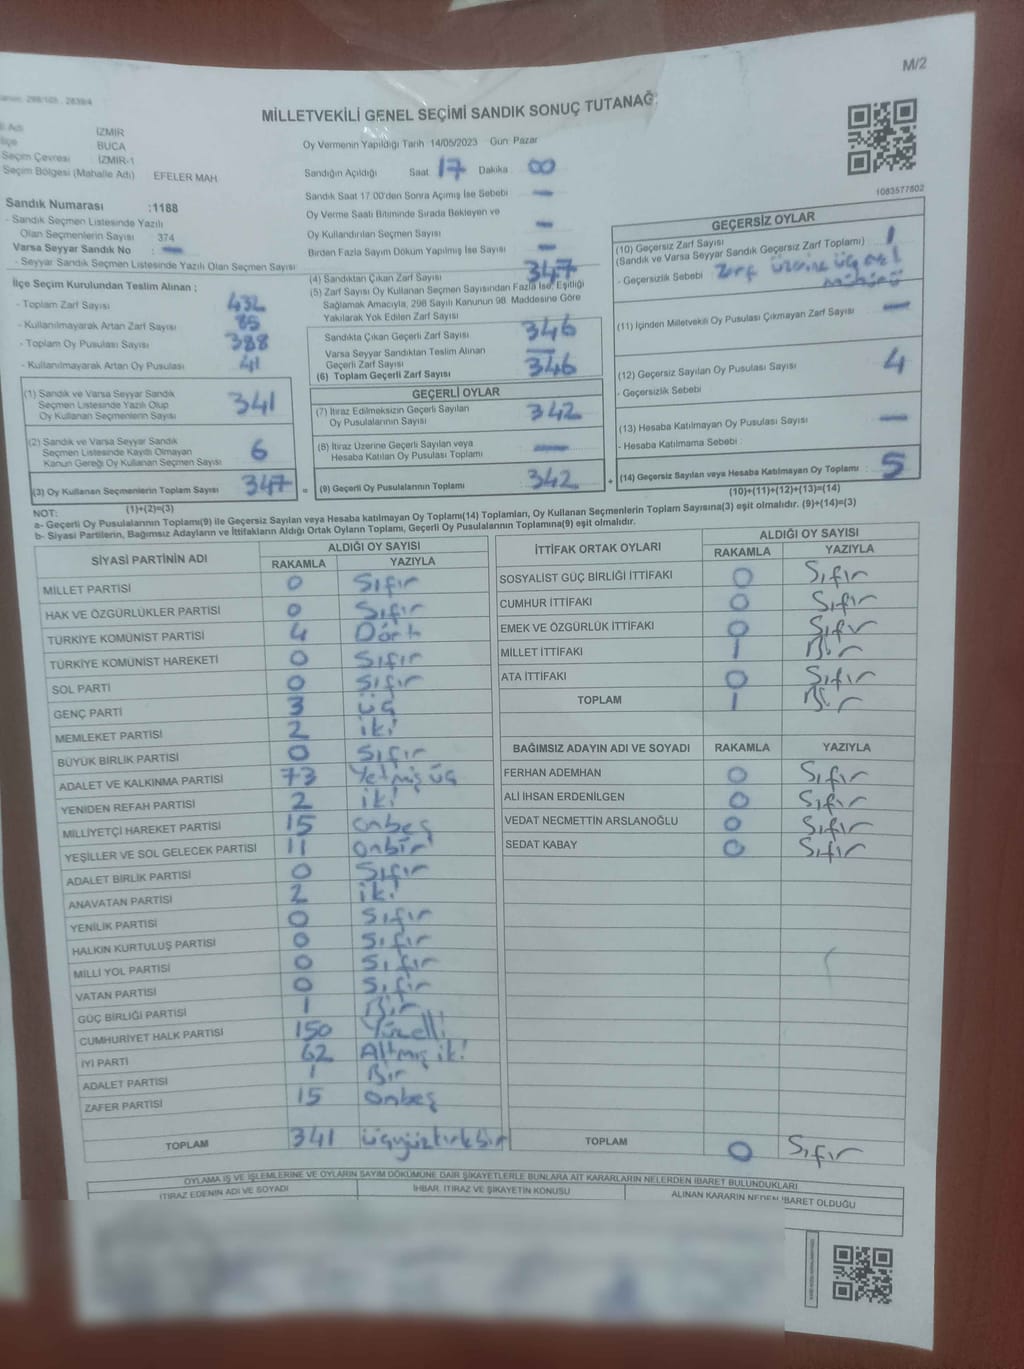 M/2
MİLLETVEKİLİ GENEL SEÇİMİ SANDIK SONUÇ TUTANAĞ
İl Adı İZMİR
BUCA
Seçim Çevresi İZMİR-1
Seçim Bölgesi (Mahalle Adı) EFELER MAH.
Sandık Numarası :1188
- Sandık Seçmen Listesinde Yazılı
Olan Seçmenlerin Sayısı 374
Varsa Seyyar Sandık No : -
- Seyyar Sandık Seçmen Listesinde Yazılı Olan Seçmen Sayısı
İlçe Seçim Kurulundan Teslim Alınan ;
- Toplam Zarf Sayısı 432
- Kullanılmayarak Artan Zarf Sayısı 85
- Toplam Oy Pusulası Sayısı 388
- Kullanılmayarak Artan Oy Pusulası 41
(1) Sandık ve Varsa Seyyar Sandık
Seçmen Listesinde Yazılı Olup
Oy Kullanan Seçmenlerin Sayısı 341
(2) Sandık ve Varsa Seyyar Sandık
Seçmen Listesinde Kayıtlı Olmayan
Kanun Gereği Oy Kullanan Seçmen Sayısı 6
(3) Oy Kullanan Seçmenlerin Toplam Sayısı 347 =
(1)+(2)=(3)
Oy Vermenin Yapıldığı Tarih 14/05/2023 Gün: Pazar
Sandığın Açıldığı Saat 17 Dakika 00
Sandık Saat 17:00'den Sonra Açımış İse Sebebi -
Oy Verme Saati Bitiminde Sırada Bekleyen ve
Oy Kullandırılan Seçmen Sayısı -
Birden Fazla Sayım Döküm Yapılmış İse Sayısı -
(4) Sandıktan Çıkan Zarf Sayısı 347
(5) Zarf Sayısı Oy Kullanan Seçmen Sayısından Fazla İse, Eşitliği
Sağlamak Amacıyla, 298 Sayılı Kanunun 98. Maddesine Göre
Yakılarak Yok Edilen Zarf Sayısı
Sandıkta Çıkan Geçerli Zarf Sayısı 346
Varsa Seyyar Sandıktan Teslim Alınan
Geçerli Zarf Sayısı -
(6) Toplam Geçerli Zarf Sayısı 346
GEÇERLİ OYLAR
(7) İtiraz Edilmeksizin Geçerli Sayılan
Oy Pusulalarının Sayısı 342
(8) İtiraz Üzerine Geçerli Sayılan veya
Hesaba Katılan Oy Pusulası Toplamı -
(9) Geçerli Oy Pusulalarının Toplamı 342 +
1083577802
GEÇERSİZ OYLAR
(10) Geçersiz Zarf Sayısı 1
(Sandık ve Varsa Seyyar Sandık Geçersiz Zarf Toplamı)
- Geçersizlik Sebebi Zarf üzerine üç
mühürü
(11) İçinden Milletvekili Oy Pusulası Çıkmayan Zarf Sayısı -
(12) Geçersiz Sayılan Oy Pusulası Sayısı 4
- Geçersizlik Sebebi
(13) Hesaba Katılmayan Oy Pusulası Sayısı -
- Hesaba Katılmama Sebebi :
(14) Geçersiz Sayılan veya Hesaba Katılmayan Oy Toplamı : 5
(10)+(11)+(12)+(13)=(14)
NOT:
a- Geçerli Oy Pusulalarının Toplamı(9) ile Geçersiz Sayılan veya Hesaba katılmayan Oy Toplamı(14) Toplamları, Oy Kullanan Seçmenlerin Toplam Sayısına(3) eşit olmalıdır. (9)+(14)=(3)
b- Siyasi Partilerin, Bağımsız Adayların ve İttifakların Aldığı Ortak Oyların Toplamı, Geçerli Oy Pusulalarının Toplamına(9) eşit olmalıdır.
SİYASİ PARTİNİN ADI
ALDIĞI OY SAYISI
RAKAMLA YAZIYLA
MİLLET PARTİSİ 0 Sıfır
HAK VE ÖZGÜRLÜKLER PARTİSİ 0 Sıfır
TÜRKİYE KOMÜNİST PARTİSİ 4 Dört
TÜRKİYE KOMÜNİST HAREKETİ 0 Sıfır
SOL PARTİ 0 Sıfır
GENÇ PARTİ 3 üç
MEMLEKET PARTİSİ 2 iki
BÜYÜK BİRLİK PARTİSİ 0 Sıfır
ADALET VE KALKINMA PARTİSİ 73 Yetmiş üç
YENİDEN REFAH PARTİSİ 2 iki
MİLLİYETÇİ HAREKET PARTİSİ 15 onbeş
YEŞİLLER VE SOL GELECEK PARTİSİ 11 onbir
ADALET BİRLİK PARTİSİ 0 Sıfır
ANAVATAN PARTİSİ 2 iki
YENİLİK PARTİSİ 0 Sıfır
HALKIN KURTULUŞ PARTİSİ 0 Sıfır
MİLLİ YOL PARTİSİ 0 Sıfır
VATAN PARTİSİ 0 Sıfır
GÜÇ BİRLİĞİ PARTİSİ 1 Bir
CUMHURİYET HALK PARTİSİ 150 Yüzelli
İYİ PARTİ 62 Altmış iki
ADALET PARTİSİ 1 Bir
ZAFER PARTİSİ 15 onbeş
TOPLAM 341 üçyüzkırkbir
İTTİFAK ORTAK OYLARI
ALDIĞI OY SAYISI
RAKAMLA YAZIYLA
SOSYALİST GÜÇ BİRLİĞİ İTTİFAKI 0 Sıfır
CUMHUR İTTİFAKI 0 Sıfır
EMEK VE ÖZGÜRLÜK İTTİFAKI 0 Sıfır
MİLLET İTTİFAKI 1 Bir
ATA İTTİFAKI 0 Sıfır
TOPLAM 1 Bir
BAĞIMSIZ ADAYIN ADI VE SOYADI RAKAMLA YAZIYLA
FERHAN ADEMHAN 0 Sıfır
ALİ İHSAN ERDENİLGEN 0 Sıfır
VEDAT NECMETTİN ARSLANOĞLU 0 Sıfır
SEDAT KABAY 0 Sıfır
TOPLAM 0 Sıfır
OYLAMA İŞ VE İŞLEMLERİNE VE OYLARIN SAYIM DÖKÜMÜNE DAİR ŞİKAYETLERLE BUNLARA AİT KARARLARIN NELERDEN İBARET BULUNDUKLARI
İTİRAZ EDENİN ADI VE SOYADI İHBAR, İTİRAZ VE ŞİKAYETİN KONUSU ALINAN KARARIN NEDEN İBARET OLDUĞU